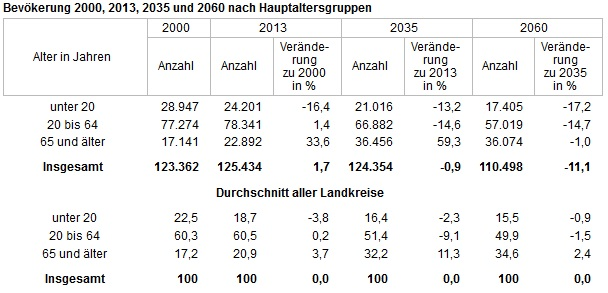 Bevökerung 2000, 2013, 2035 und 2060 nach Hauptaltersgruppen
Alter in Jahren 2000 2013 2035 2060
Anzahl Anzahl Verände-rung zu 2000 in % Anzahl Verände-rung zu 2013 in % Anzahl Verände-rung zu 2035 in %
unter 20 28.947 24.201 -16,4 21.016 -13,2 17.405 -17,2
20 bis 64 77.274 78.341 1,4 66.882 -14,6 57.019 -14,7
65 und älter 17.141 22.892 33,6 36.456 59,3 36.074 -1,0
Insgesamt 123.362 125.434 1,7 124.354 -0,9 110.498 -11,1
Durchschnitt aller Landkreise
unter 20 22,5 18,7 -3,8 16,4 -2,3 15,5 -0,9
20 bis 64 60,3 60,5 0,2 51,4 -9,1 49,9 -1,5
65 und älter 17,2 20,9 3,7 32,2 11,3 34,6 2,4
Insgesamt 100 100 0,0 100 0,0 100 0,0